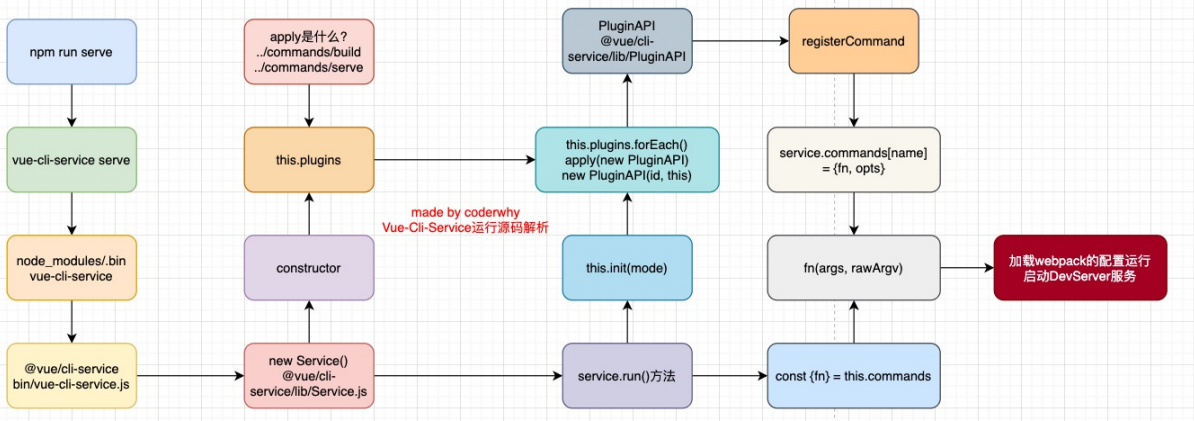 npm run serve
vue-cli-service serve
node_modules/.bin
vue-cli-service
@vue/cli-service
bin/vue-cli-service.js
apply是什么?
../commands/build
../commands/serve
this.plugins
constructor
new Service()
@vue/cli-
service/lib/Service.js
made by coderwhy
Vue-Cli-Service运行源码解析
PluginAPI
@vue/cli-
service/lib/PluginAPI
this.plugins.forEach()
apply(new PluginAPI)
new PluginAPI(id, this)
this.init(mode)
service.run()方法
registerCommand
service.commands[name]
= {fn, opts}
fn(args, rawArgv)
const {fn} = this.commands
加载webpack的配置运行
启动DevServer服务